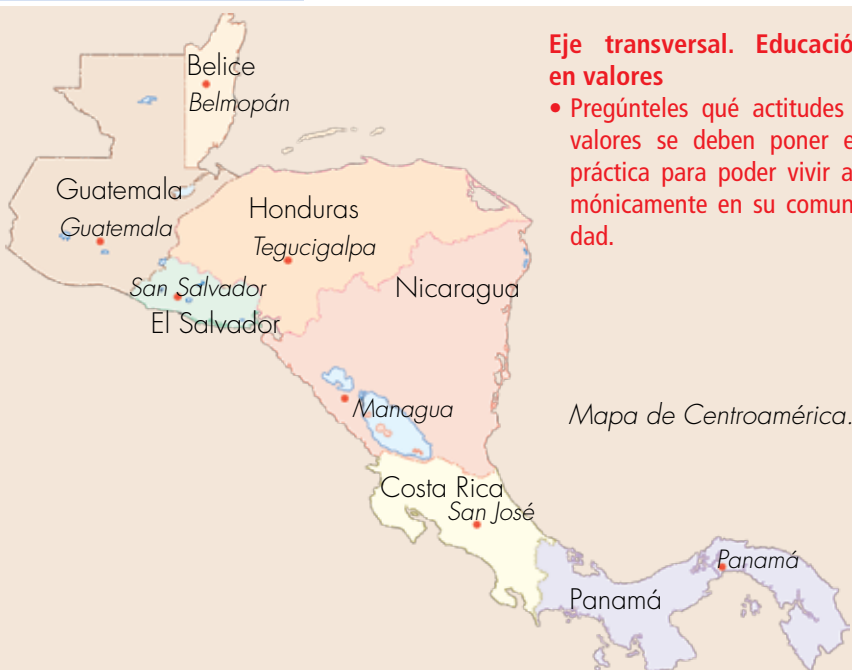 Belice
Belmopán
Guatemala
Guatemala
Honduras
Tegucigalpa
San Salvador
El Salvador
Nicaragua
Managua
Costa Rica
San José
Panamá
Panamá
Eje transversal. Educació
en valores
• Pregúnteles qué actitudes
valores se deben poner e
práctica para poder vivir a
mónicamente en su comun
dad.
Mapa de Centroamérica.